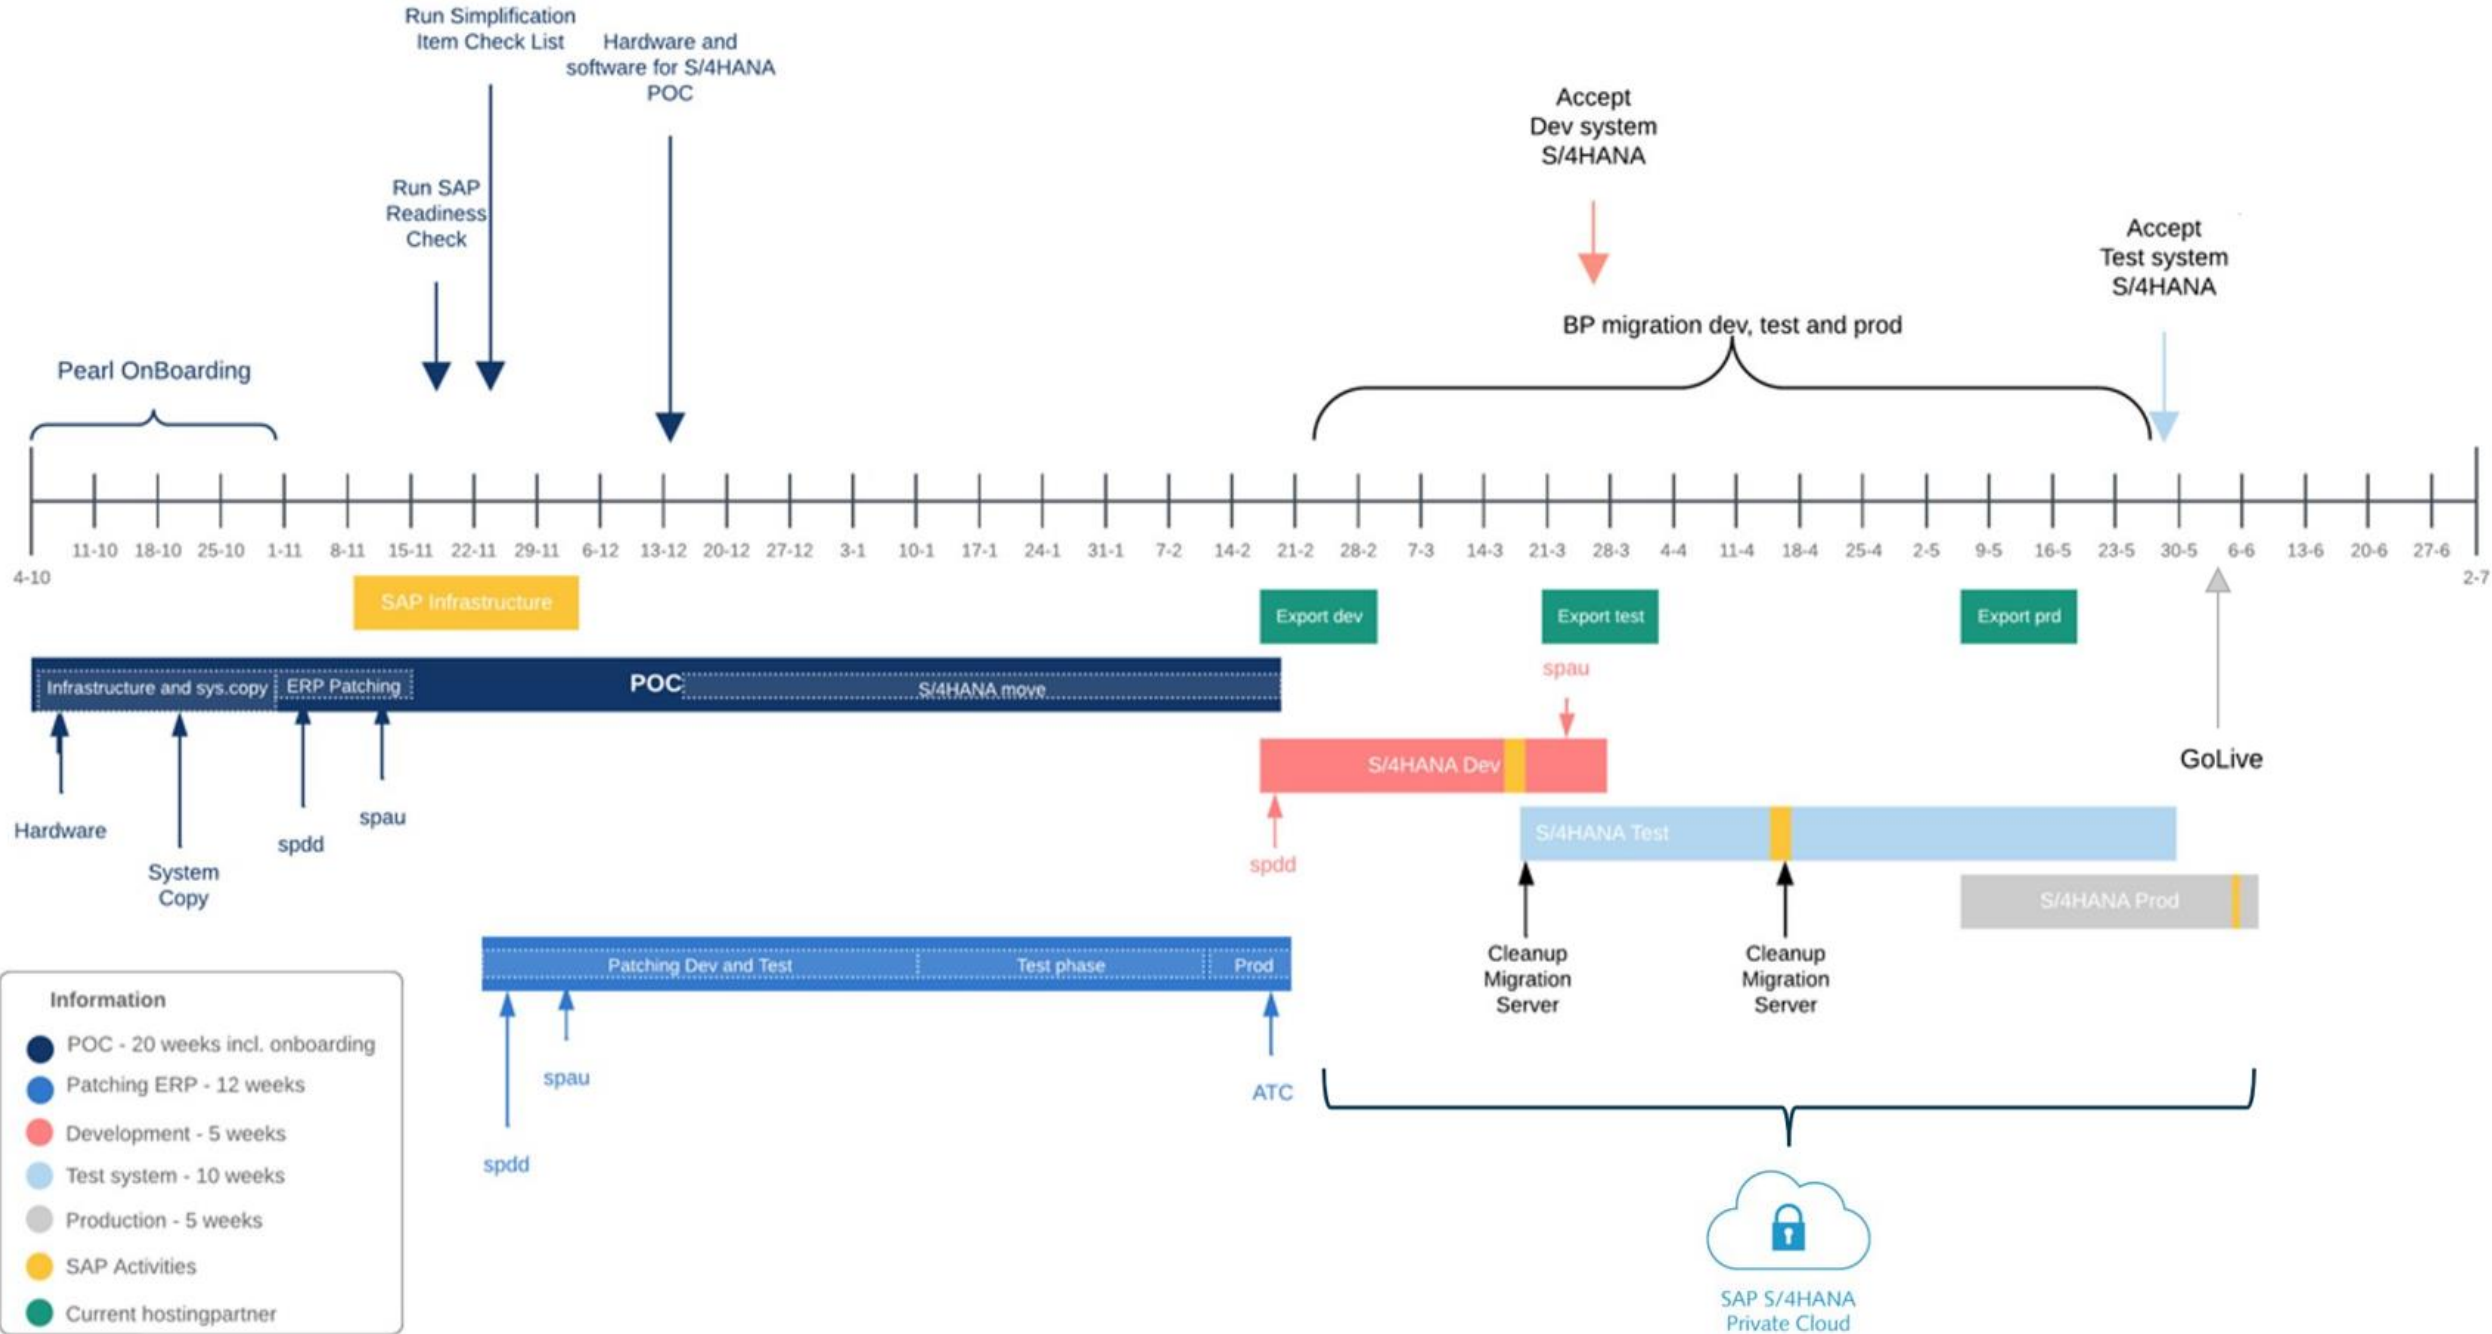 Run Simplification
Item Check List
Hardware and
software for S/4HANA
POC
Run SAP
Readiness
Check
Accept
Dev system
S/4HANA
Accept
Test system
S/4HANA
BP migration dev, test and prod
Pearl OnBoarding
11-10 18-10 25-10 1-11 8-11 15-11 22-11 29-11 6-12 13-12 20-12 27-12 3-1 10-1 17-1 24-1 31-1 7-2 14-2 21-2 28-2 7-3 14-3 21-3 28-3 4-4 11-4 18-4 25-4 2-5 9-5 16-5 23-5 30-5 6-6 13-6 20-6 27-6
4-10 2-7
SAP Infrastructure
Export dev Export test Export prd
Infrastructure and sys.copy ERP Patching POC S/4HANA move
spau
S/4HANA Dev
GoLive
Hardware
System
Copy
spdd
spau
spdd
S/4HANA Test
S/4HANA Prod
Cleanup
Migration
Server
Cleanup
Migration
Server
Patching Dev and Test Test phase Prod
spdd
spau
ATC
Information
POC - 20 weeks incl. onboarding
Patching ERP - 12 weeks
Development - 5 weeks
Test system - 10 weeks
Production - 5 weeks
SAP Activities
Current hostingpartner
SAP S/4HANA
Private Cloud